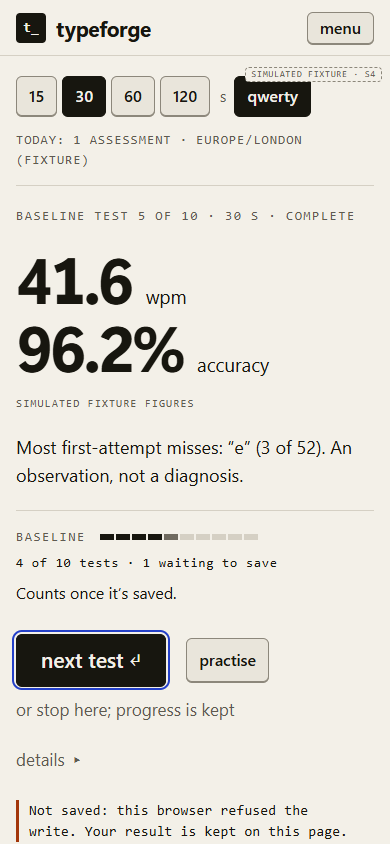 t_ typeforge menu
SIMULATED FIXTURE · S4
15 30 60 120 s qwerty
TODAY: 1 ASSESSMENT · EUROPE/LONDON
(FIXTURE)
BASELINE TEST 5 OF 10 · 30 S · COMPLETE
41.6 wpm
96.2% accuracy
SIMULATED FIXTURE FIGURES
Most first-attempt misses: “e” (3 of 52). An
observation, not a diagnosis.
BASELINE
4 of 10 tests · 1 waiting to save
Counts once it’s saved.
next test ↵ practise
or stop here; progress is kept
details ▸
Not saved: this browser refused the
write. Your result is kept on this page.